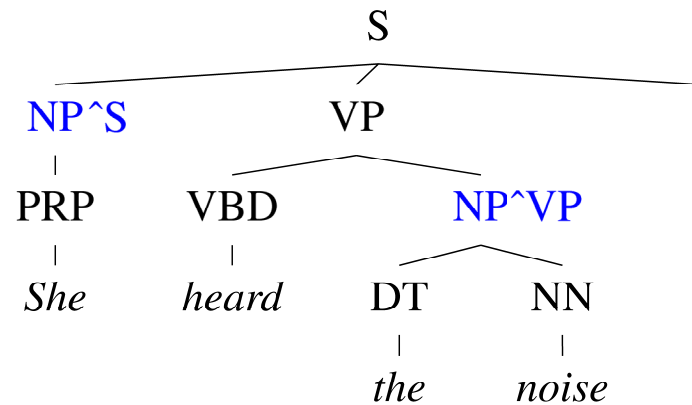 S
NP^S VP
PRP VBD NP^VP
She heard DT NN
the noise